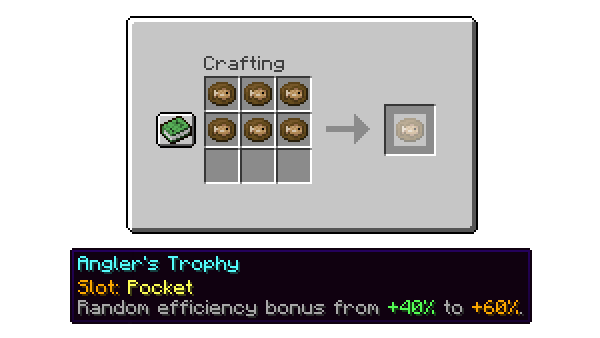 Crafting
Angler's Trophy
Slot: Pocket
Random efficiency bonus from +40% to +60%.